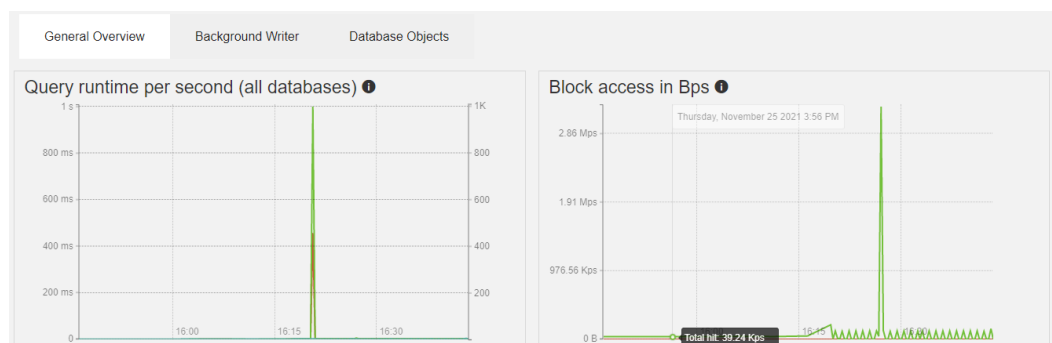 General Overview
Background Writer
Database Objects
Query runtime per second (all databases)
1 s
1K
800 ms
800
600 ms
600
400 ms
400
200 ms
200
0
0
16:00
16:15
16:30
Block access in Bps
Thursday, November 25 2021 3:56 PM
2.86 Mps
1.91 Mps
976.56 Kps
0 B
Total hit: 39.24 Kps
16:15